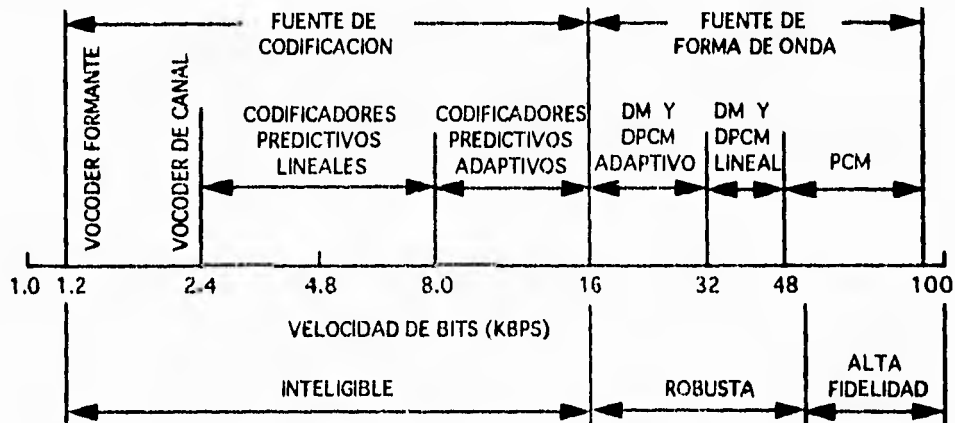 FUENTE DE
CODIFICACION
FUENTE DE
FORMA DE ONDA
VOCODER FORMANTE
VOCODER DE CANAL
CODIFICADORES
PREDICTIVOS
LINEALES
CODIFICADORES
PREDICTIVOS
ADAPTIVOS
DM Y
DPCM
ADAPTIVO
DM Y
DPCM
LINEAL
PCM
1.0 1.2 2.4 4.8 8.0 16 32 48 100
VELOCIDAD DE BITS (KBPS)
INTELIGIBLE
ROBUSTA
ALTA
FIDELIDAD